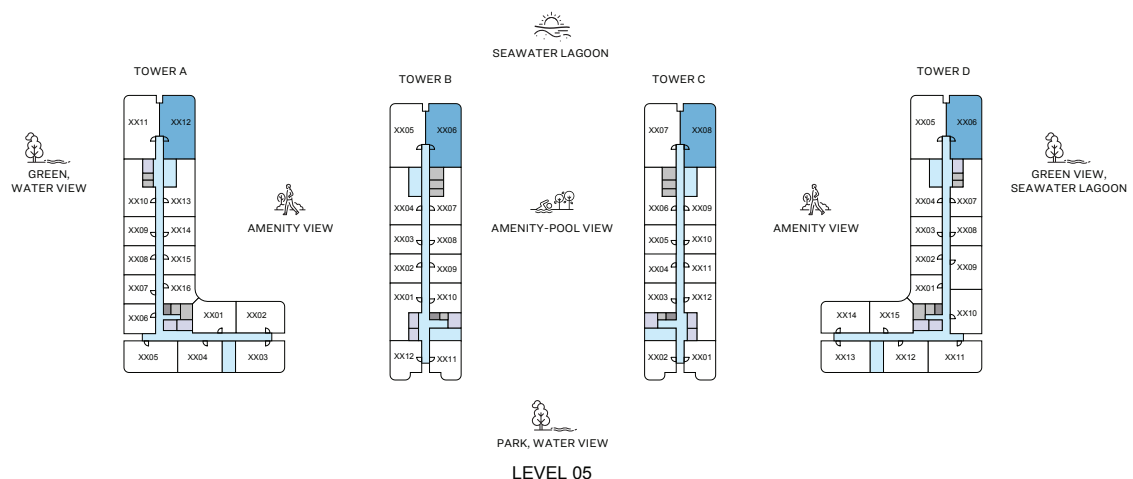 SEAWATER LAGOON
TOWER A
TOWER B
TOWER C
TOWER D
XX11
XX12
XX10
XX13
XX09
XX14
XX08
XX15
XX07
XX16
XX06
XX01
XX02
XX05
XX04
XX03
XX05
XX06
XX04
XX07
XX03
XX08
XX02
XX09
XX01
XX10
XX12
XX11
XX07
XX08
XX06
XX09
XX05
XX10
XX04
XX11
XX03
XX12
XX02
XX01
XX05
XX06
XX04
XX07
XX03
XX08
XX02
XX09
XX01
XX10
XX14
XX15
XX13
XX12
XX11
GREEN,
WATER VIEW
AMENITY VIEW
AMENITY-POOL VIEW
AMENITY VIEW
GREEN VIEW,
SEAWATER LAGOON
PARK, WATER VIEW
LEVEL 05